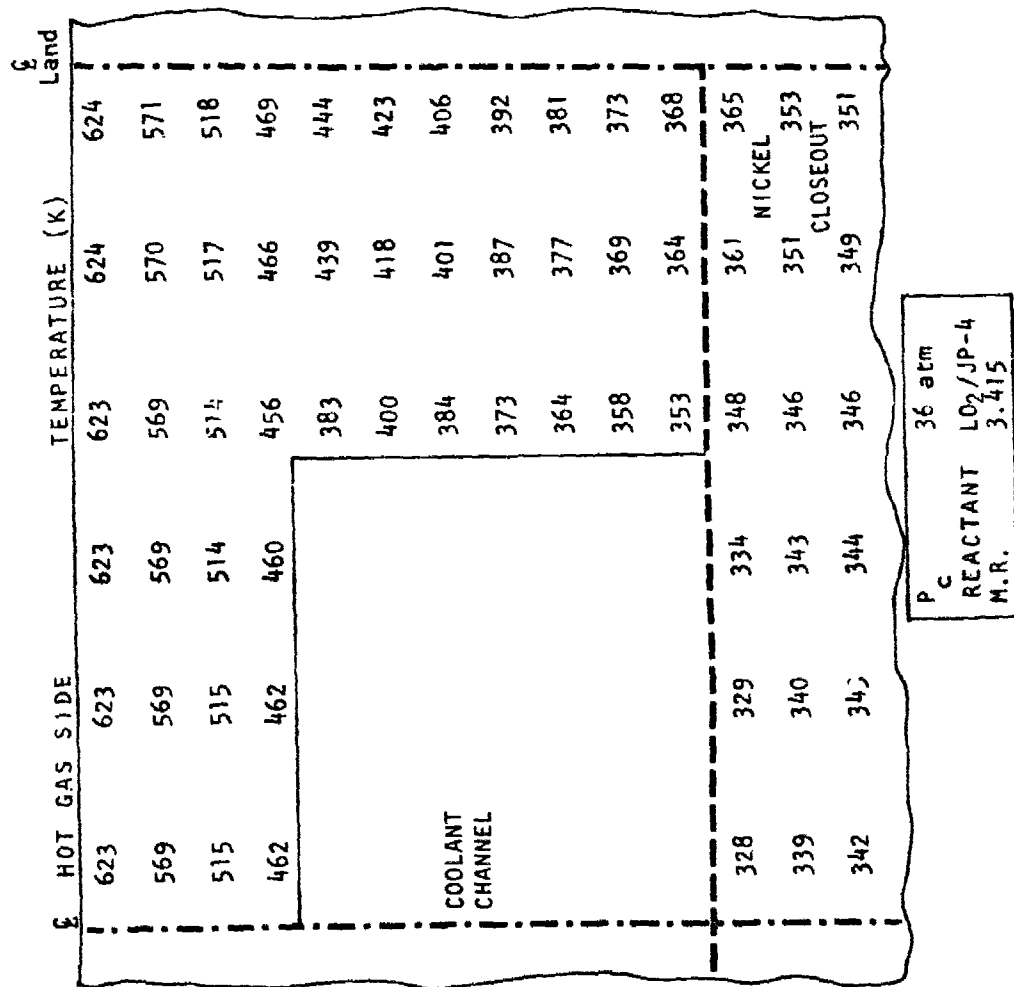 ℄ HOT GAS SIDE TEMPERATURE (K) ℄
Land
623 623 623 623 624 624
569 569 569 569 570 571
515 515 514 514 517 518
462 462 460 456 466 469
383 439 444
400 418 423
COOLANT 384 401 406
CHANNEL 373 387 392
364 377 381
358 369 373
353 364 368
328 329 334 348 361 365
NICKEL
339 340 343 346 351 353
CLOSEOUT
342 344 346 349 351
Pc 36 atm
REACTANT LO2/JP-4
M.R. 3.415